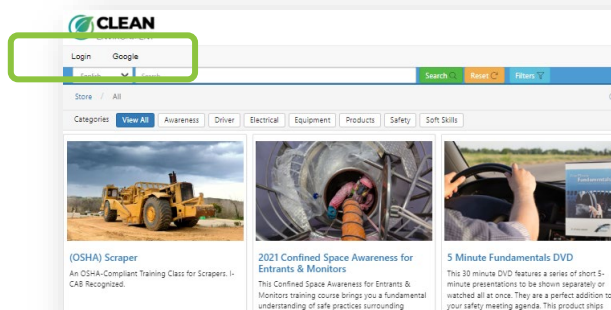 CLEAN
Login Google
Search Reset Filters
Store / All
Categories View All Awareness Driver Electrical Equipment Products Safety Soft Skills
(OSHA) Scraper
An OSHA-Compliant Training Class for Scrapers. I-
CAB Recognized.
2021 Confined Space Awareness for
Entrants & Monitors
This Confined Space Awareness for Entrants &
Monitors training course brings you a fundamental
understanding of safe practices surrounding
Fundamentals
5 Minute Fundamentals DVD
This 30 minute DVD features a series of short 5-
minute presentations to be shown separately or
watched all at once. They are a perfect addition to
your safety meeting agenda. This product ships